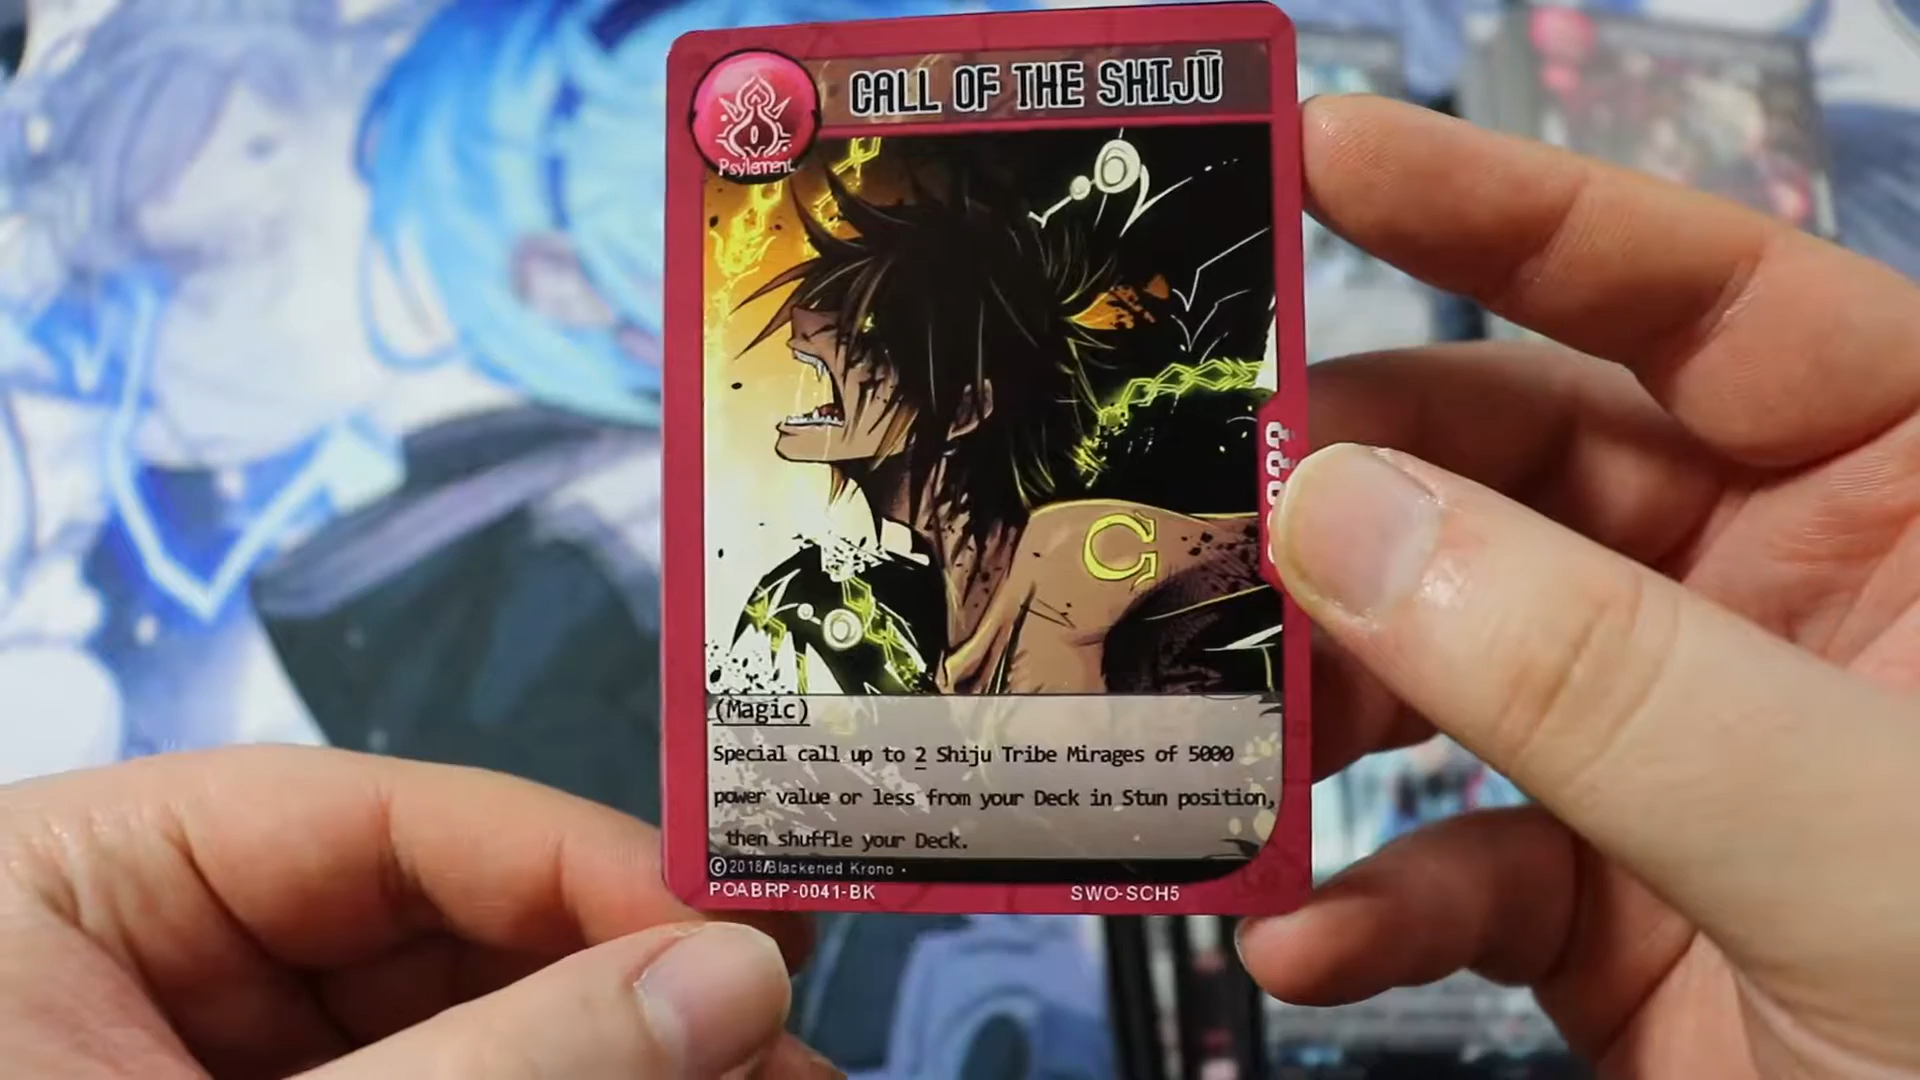 CALL OF THE SHIJŪ
Psylement
(Magic)
Special call up to 2 Shiju Tribe Mirages of 5000
power value or less from your Deck in Stun position,
then shuffle your Deck.
©2018/Blackened Krono
POABRP-0041-BK
SWO-SCH5